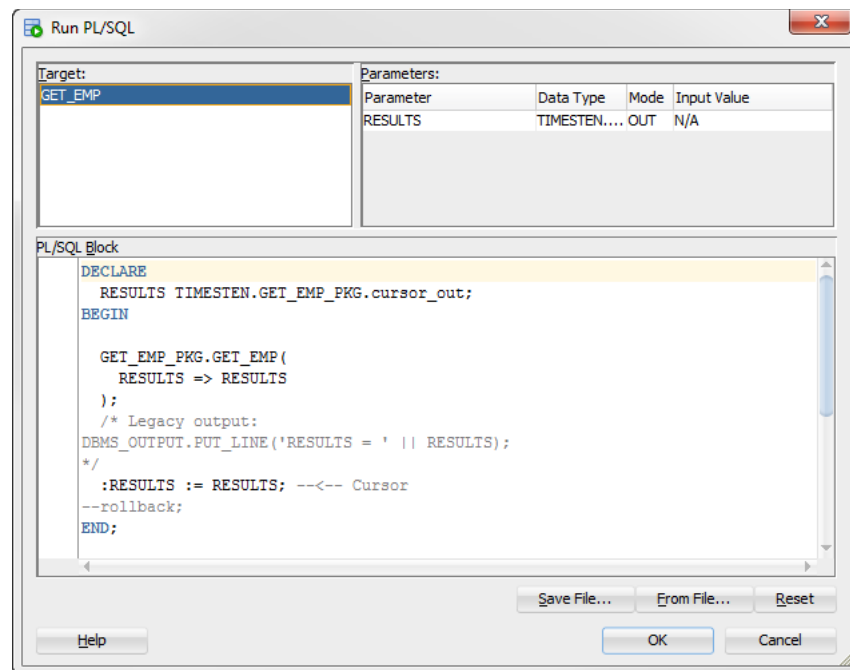 Run PL/SQL
Target:
GET_EMP
Parameters:
Parameter Data Type Mode Input Value
RESULTS TIMESTEN.... OUT N/A
PL/SQL Block
DECLARE
RESULTS TIMESTEN.GET_EMP_PKG.cursor_out;
BEGIN
GET_EMP_PKG.GET_EMP(
RESULTS => RESULTS
);
/* Legacy output:
DBMS_OUTPUT.PUT_LINE('RESULTS = ' || RESULTS);
*/
:RESULTS := RESULTS; --<-- Cursor
--rollback;
END;
Save File... From File... Reset
Help OK Cancel